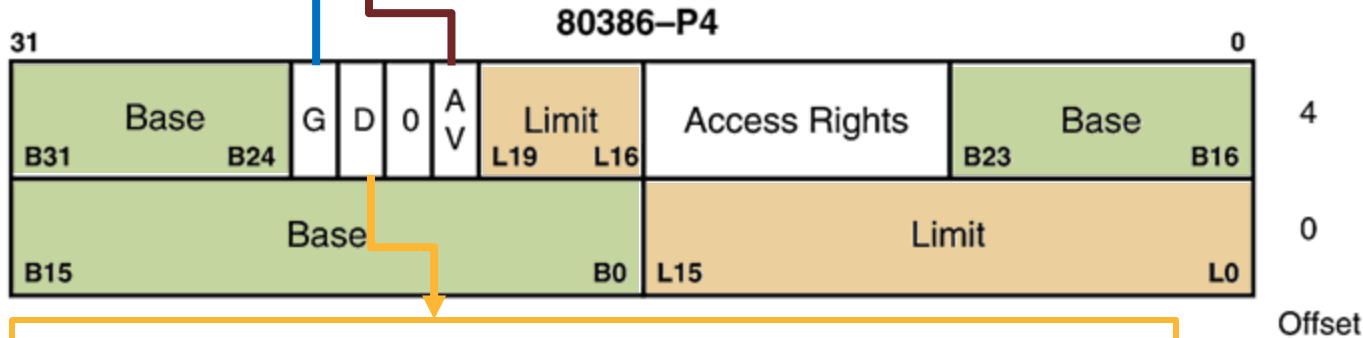 80386–P4
31 0
Base G D 0 A V Limit Access Rights Base 4
B31 B24 L19 L16 B23 B16
Base Limit 0
B15 B0 L15 L0
Offset